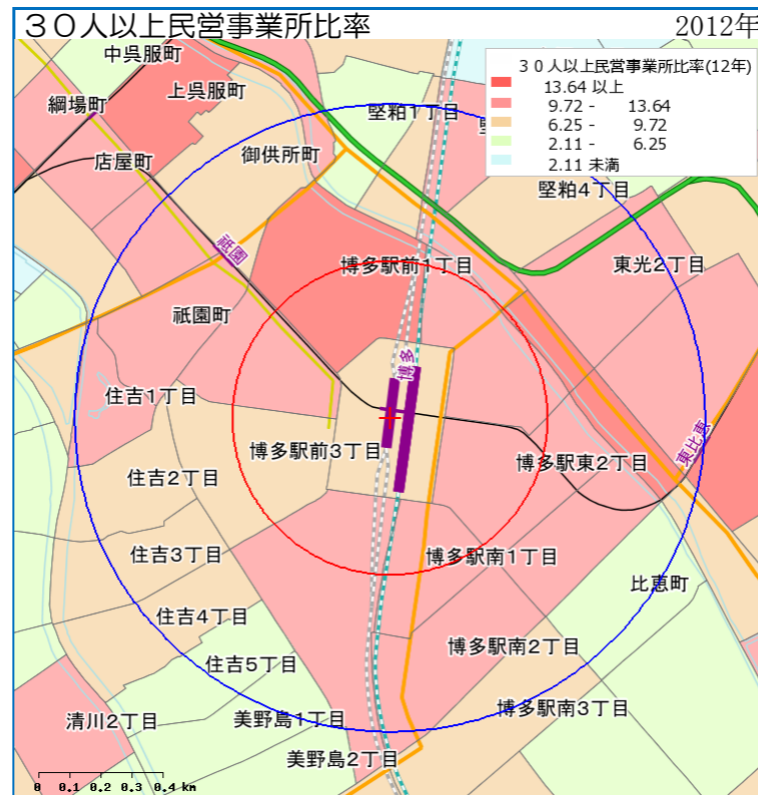 ３０人以上民営事業所比率 2012年
３０人以上民営事業所比率(12年)
13.64 以上
9.72 - 13.64
6.25 - 9.72
2.11 - 6.25
2.11 未満
中呉服町
上呉服町
綱場町
堅粕1丁目
店屋町
御供所町
堅粕4丁目
祇園
博多駅前1丁目
東光2丁目
祇園町
博多
住吉1丁目
博多駅前3丁目
博多駅東2丁目
東比恵
住吉2丁目
住吉3丁目
博多駅南1丁目
比恵町
住吉4丁目
博多駅南2丁目
住吉5丁目
清川2丁目
美野島1丁目
博多駅南3丁目
美野島2丁目
0 0.1 0.2 0.3 0.4 km